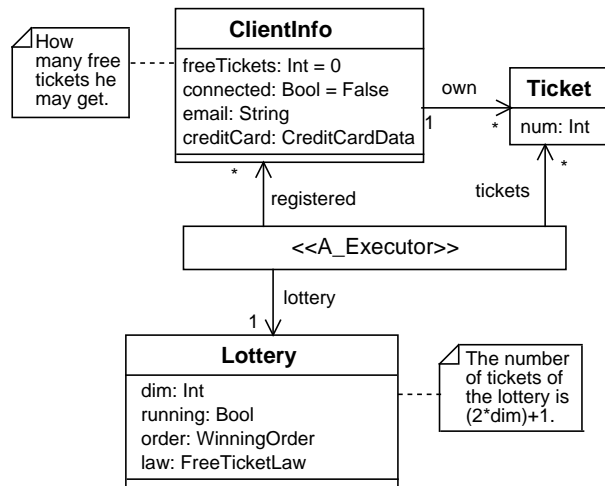 How
many free
tickets he
may get.
ClientInfo
freeTickets: Int = 0
connected: Bool = False
email: String
creditCard: CreditCardData
own
1
*
Ticket
num: Int
*
registered
*
tickets
<<A_Executor>>
lottery
1
Lottery
dim: Int
running: Bool
order: WinningOrder
law: FreeTicketLaw
The number
of tickets of
the lottery is
(2*dim)+1.